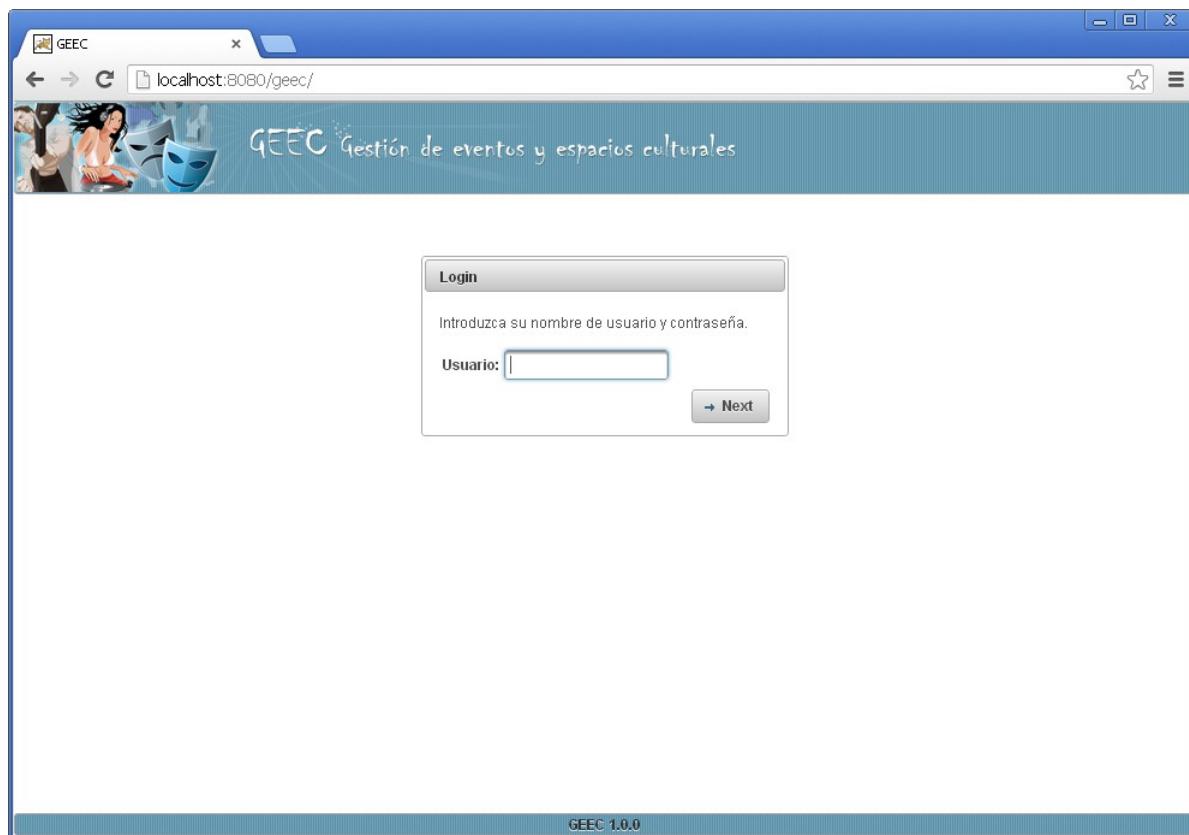 GEEC
localhost:8080/geec/
GEEC Gestión de eventos y espacios culturales
Login
Introduzca su nombre de usuario y contraseña.
Usuario:
Next
GEEC 1.0.0